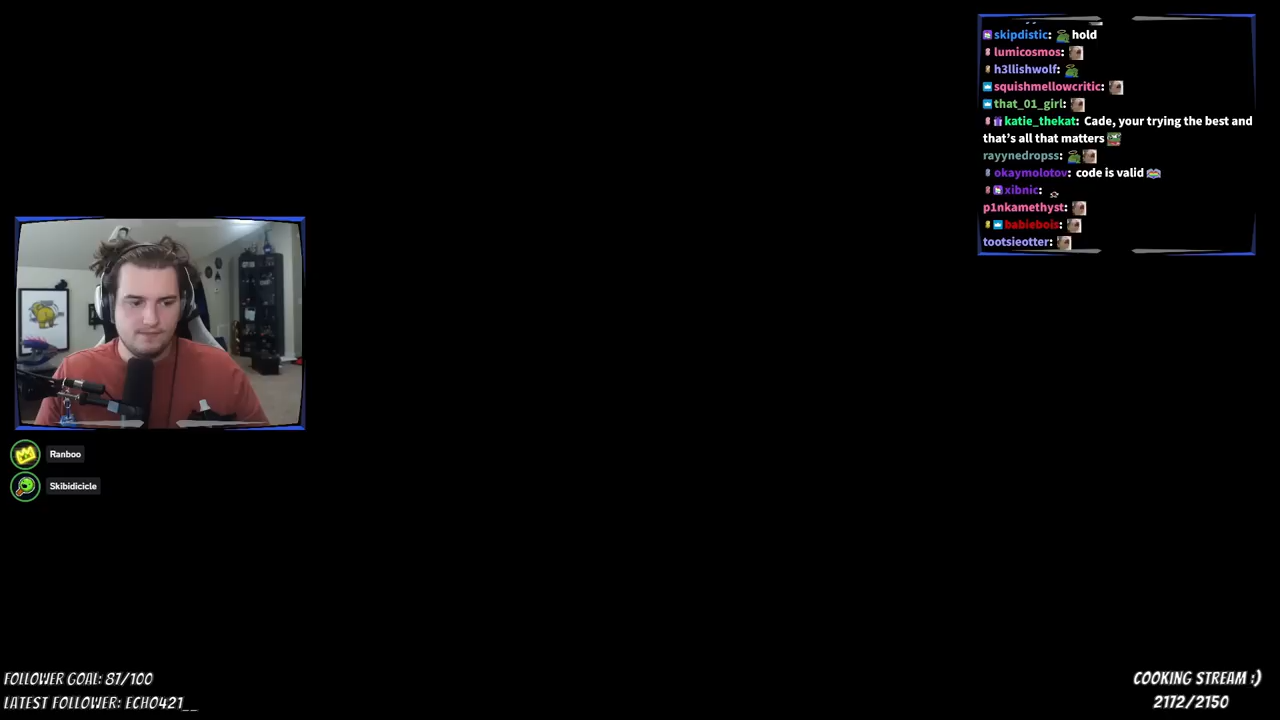 skipdistic: hold
lumicosmos:
h3llishwolf:
squishmellowcritic:
that_01_girl:
katie_thekat: Cade, your trying the best and
that's all that matters
rayynedropss:
okaymolotov: code is valid
xibnic:
p1nkamethyst:
babiebois:
tootsieotter:
Ranboo
Skibidicicle
FOLLOWER GOAL: 87/100
LATEST FOLLOWER: ECHO421__
COOKING STREAM :)
2172/2150